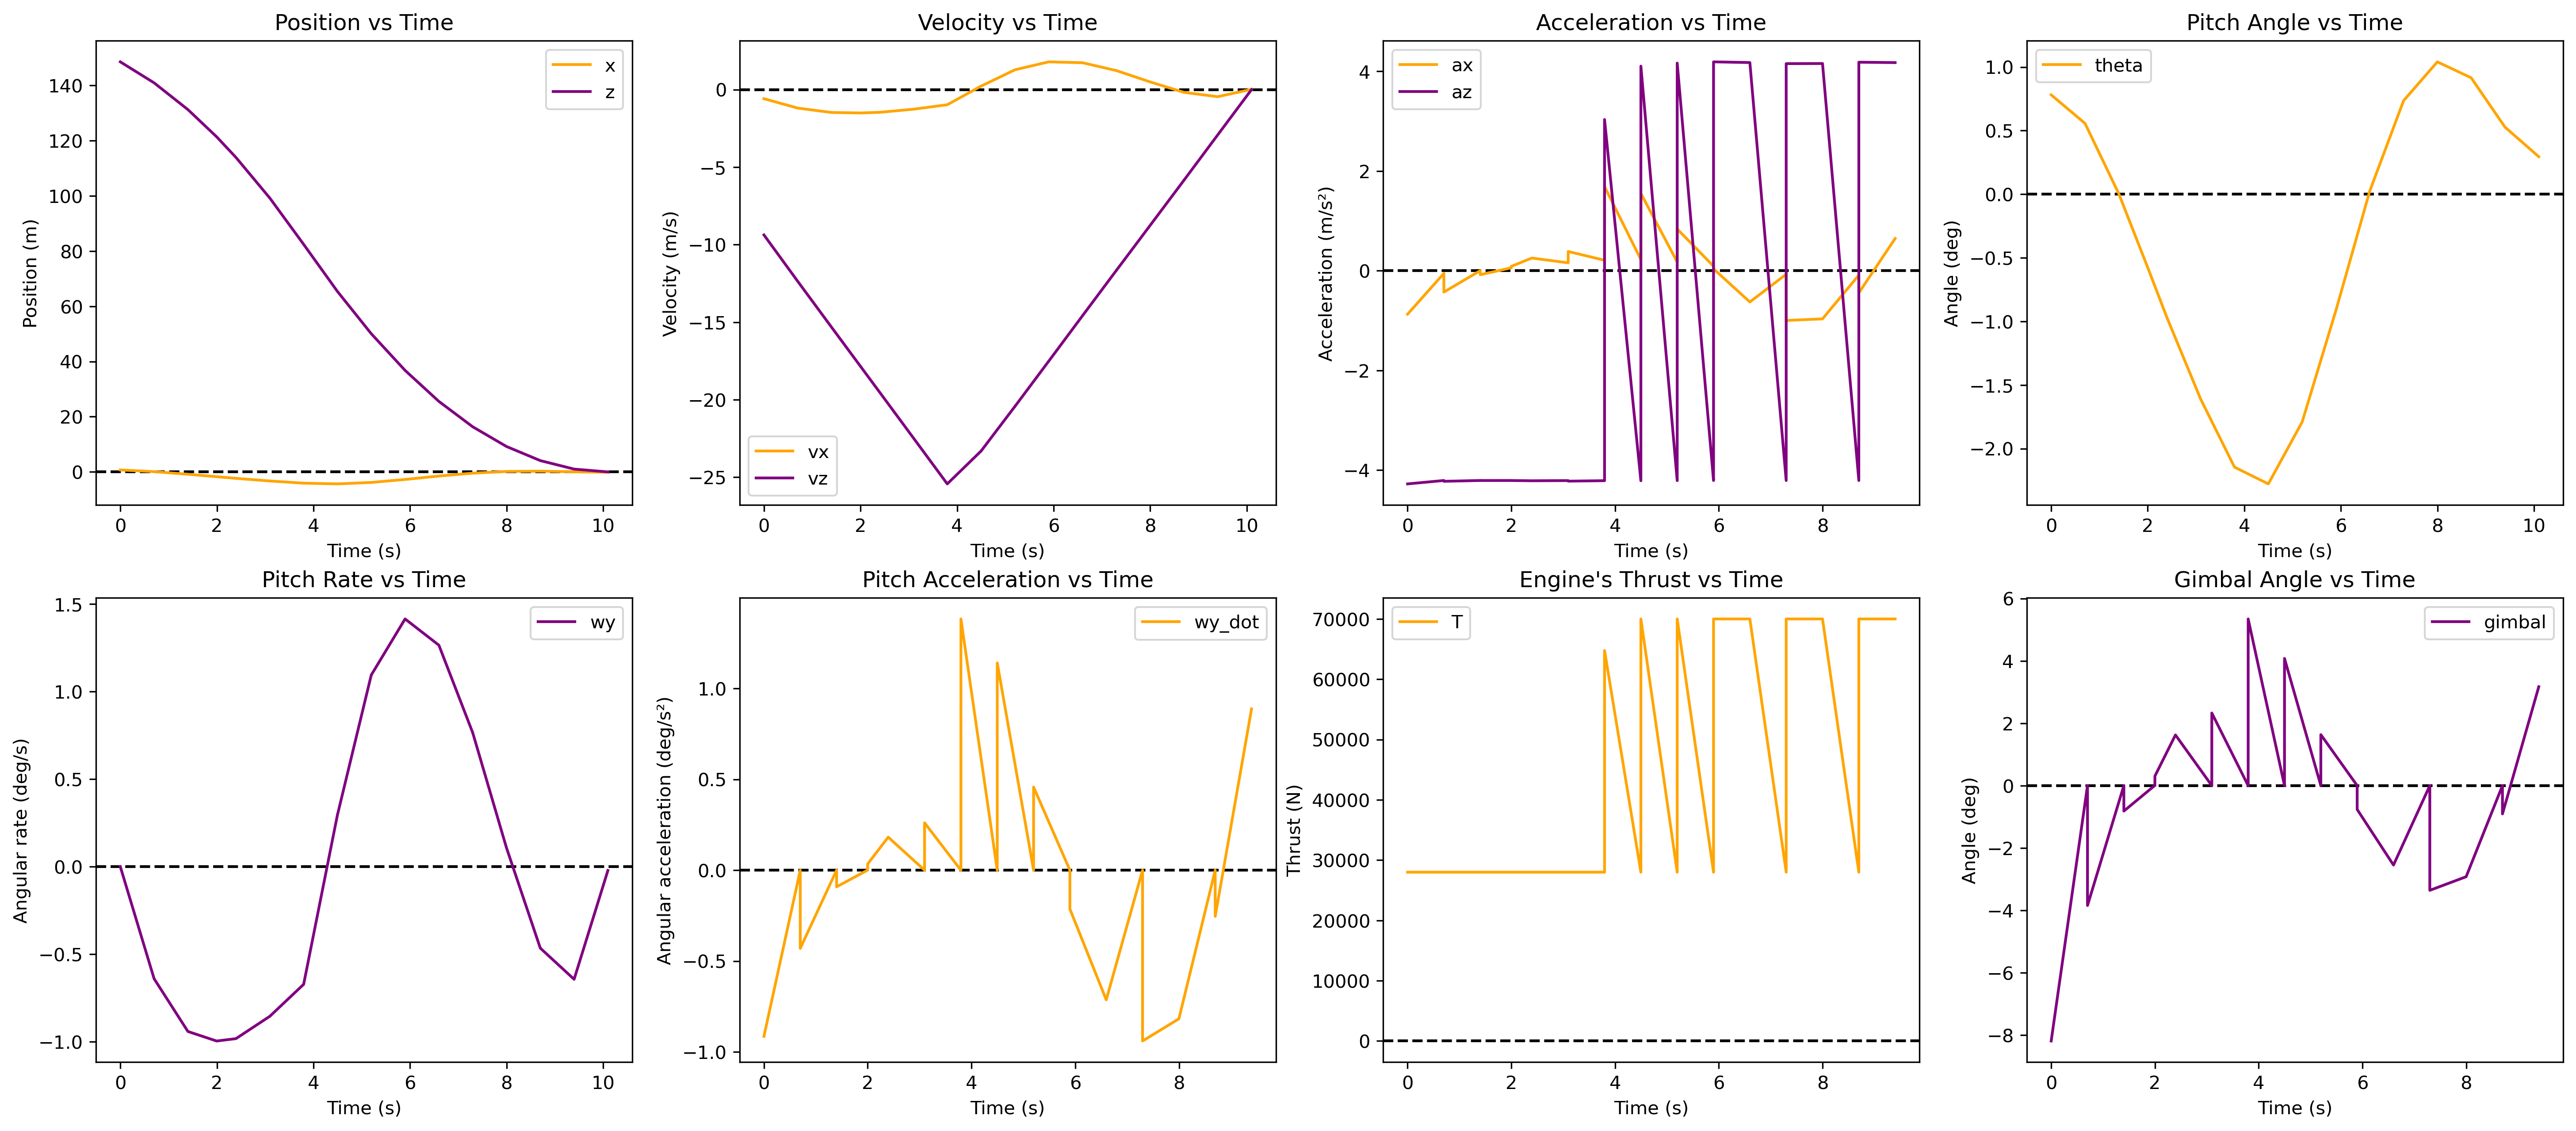 Position vs Time
Position (m)
140
120
100
80
60
40
20
0
x
z
0 2 4 6 8 10
Time (s)
Velocity vs Time
Velocity (m/s)
0
−5
−10
−15
−20
−25
vx
vz
0 2 4 6 8 10
Time (s)
Acceleration vs Time
Acceleration (m/s²)
4
2
0
−2
−4
ax
az
0 2 4 6 8
Time (s)
Pitch Angle vs Time
Angle (deg)
1.0
0.5
0.0
−0.5
−1.0
−1.5
−2.0
theta
0 2 4 6 8 10
Time (s)
Pitch Rate vs Time
Angular rate (deg/s)
1.5
1.0
0.5
0.0
−0.5
−1.0
wy
0 2 4 6 8 10
Time (s)
Pitch Acceleration vs Time
Angular acceleration (deg/s²)
1.0
0.5
0.0
−0.5
−1.0
wy_dot
0 2 4 6 8
Time (s)
Engine's Thrust vs Time
Thrust (N)
70000
60000
50000
40000
30000
20000
10000
0
T
0 2 4 6 8
Time (s)
Gimbal Angle vs Time
Angle (deg)
6
4
2
0
−2
−4
−6
−8
gimbal
0 2 4 6 8
Time (s)